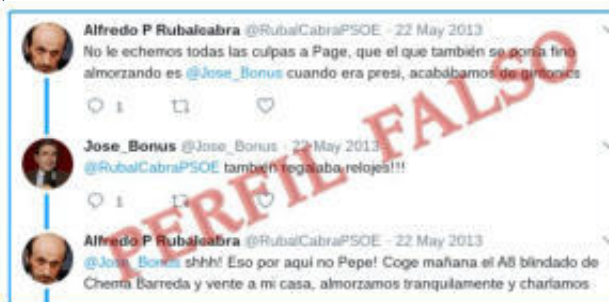 Alfredo P Rubalcabra @RubalCabraPSOE · 22 May 2013
No le echemos todas las culpas a Page, que el que también se ponía fino
almorzando es @Jose_Bonus cuando era presi, acabábamos de gintonics
1
Jose_Bonus @Jose_Bonus · 22 May 2013
@RubalCabraPSOE también regalaba relojes!!!
1
Alfredo P Rubalcabra @RubalCabraPSOE · 22 May 2013
@Jose_Bonus shhh! Eso por aquí no Pepe! Coge mañana el A8 blindado de
Chema Barreda y vente a mi casa, almorzamos tranquilamente y charlamos
PERFIL FALSO